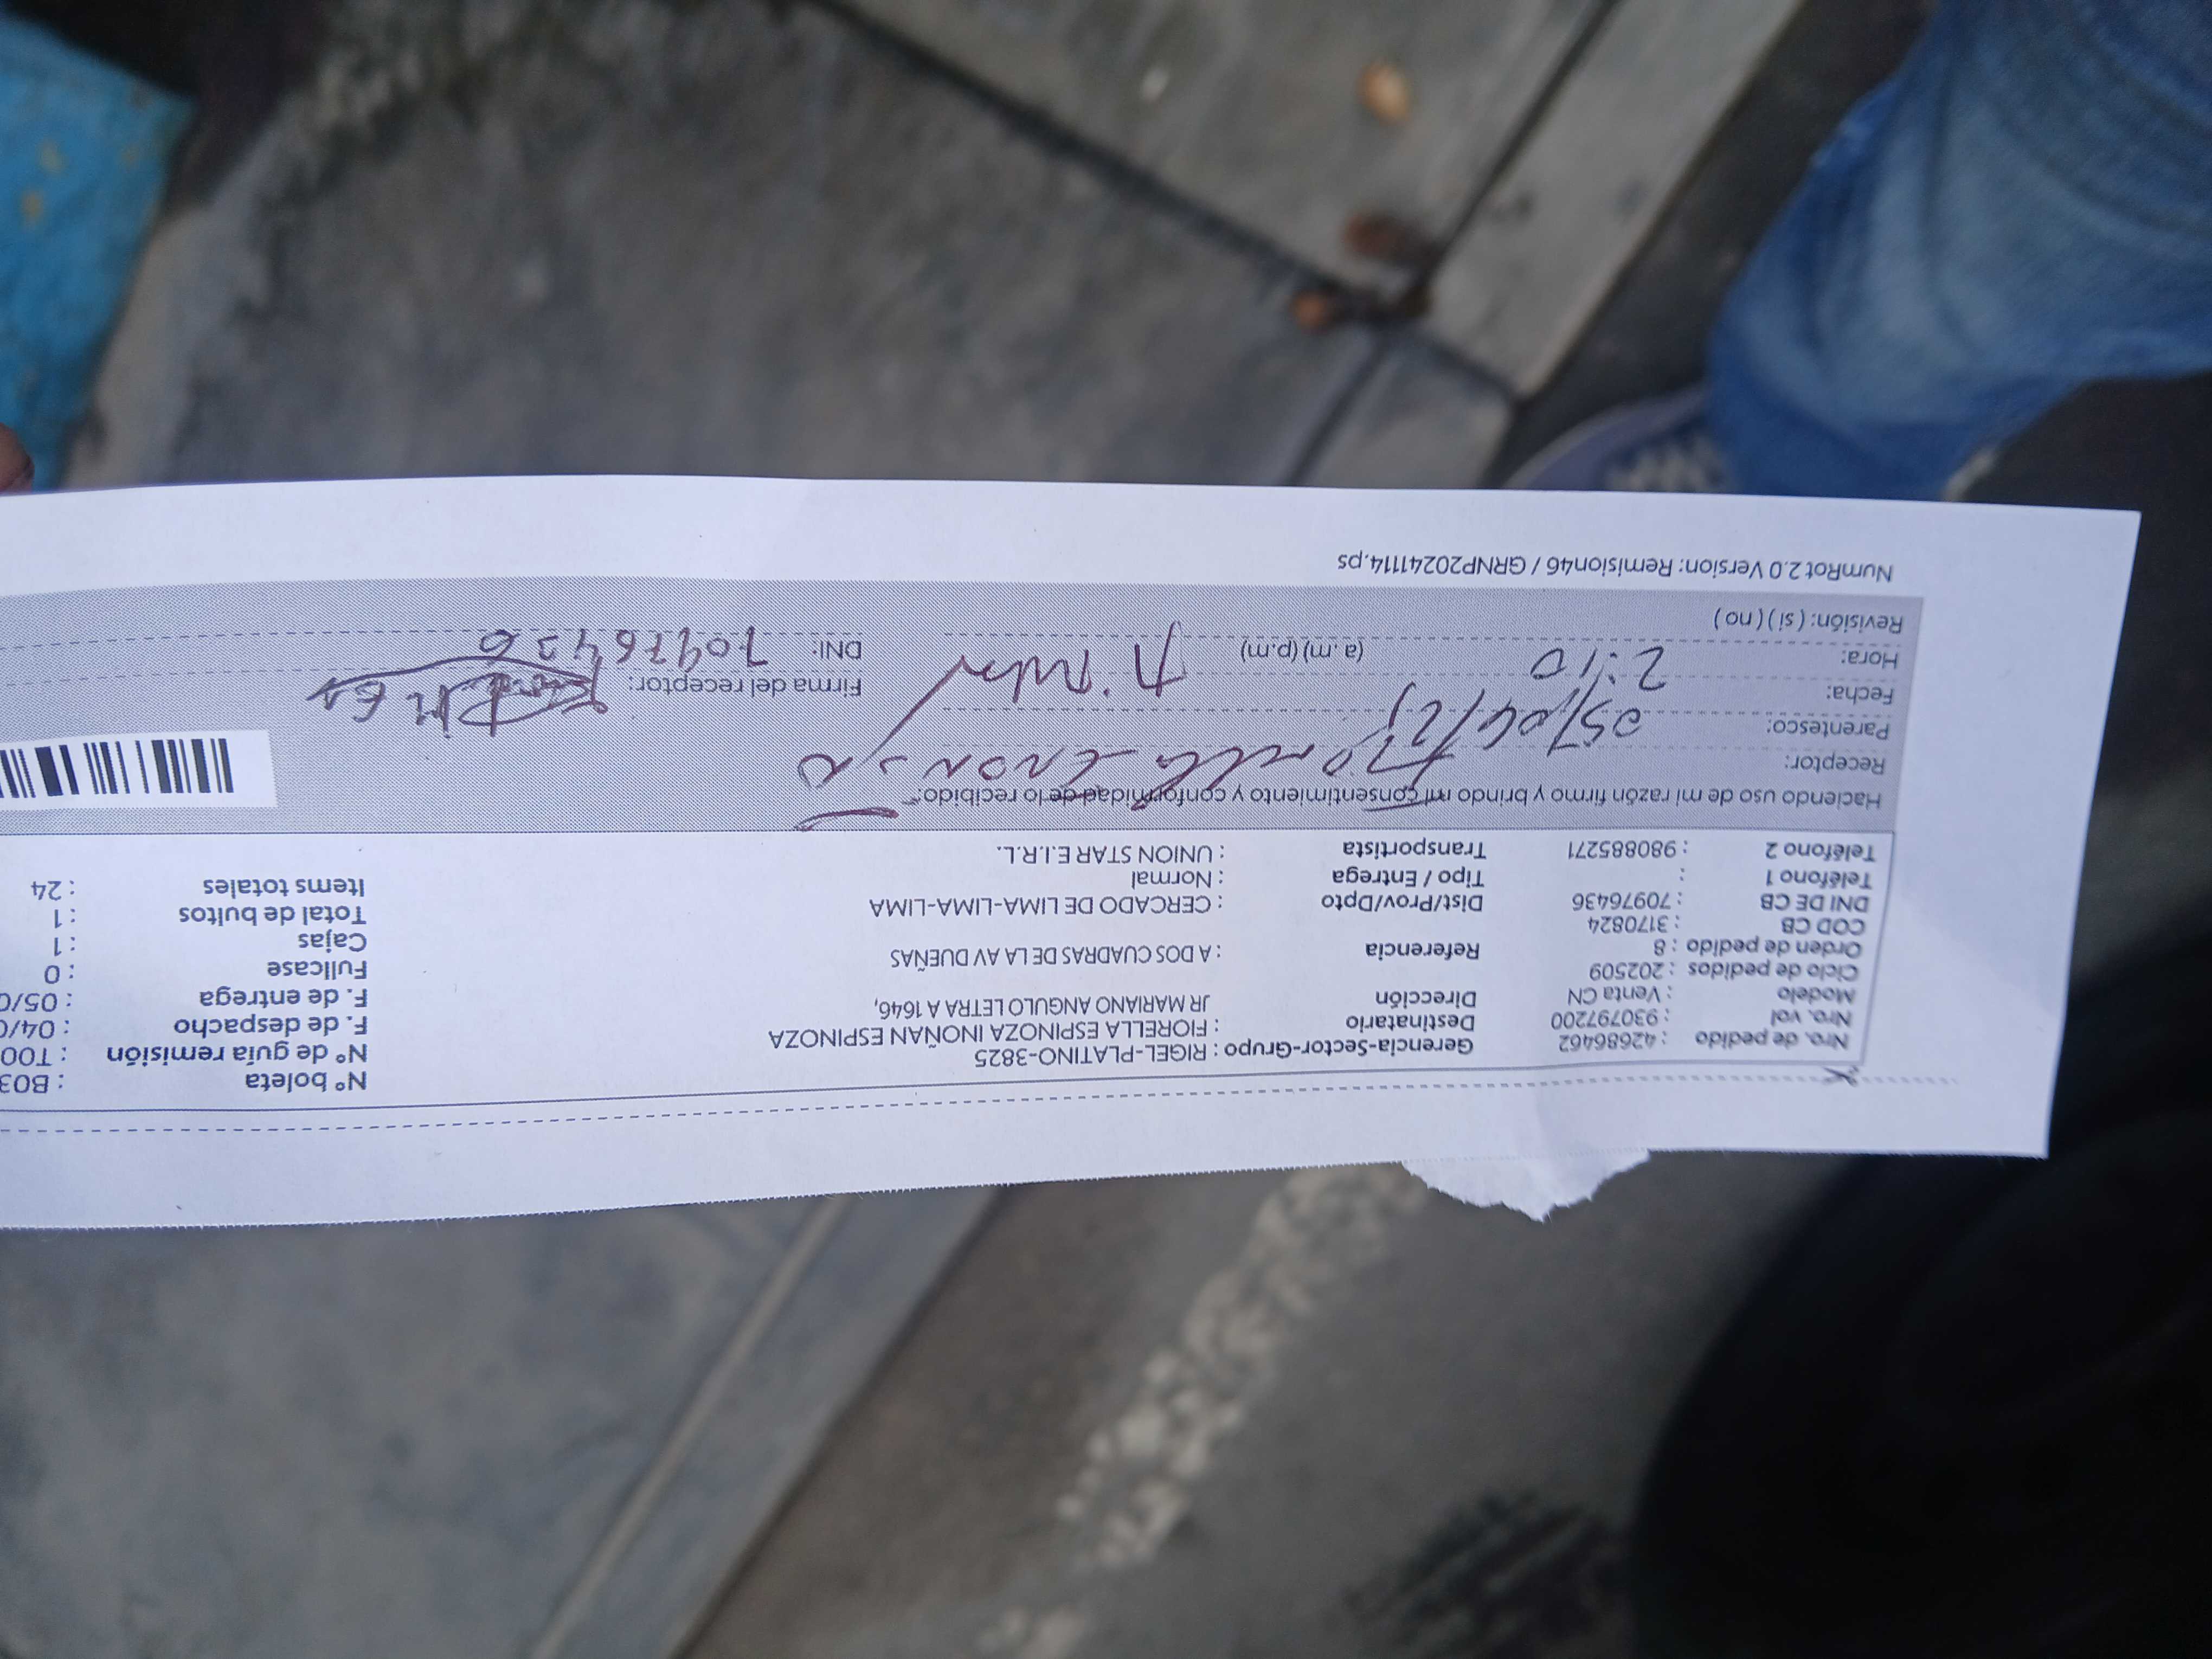 Nro. de pedido : 42686462 Gerencia-Sector-Grupo : RIGEL-PLATINO-3825 N° boleta : B03
Nro. vol : 930797200 Destinatario : FIORELLA ESPINOZA INOÑAN ESPINOZA N° de guía remisión : T00
Modelo : Venta CN Dirección JR MARIANO ANGULO LETRA A 1646, F. de despacho : 04/0
Ciclo de pedidos : 202509 F. de entrega : 05/0
Orden de pedido : 8 Referencia : A DOS CUADRAS DE LA AV DUEÑAS Fullcase : 0
COD CB : 3170824 Cajas : 1
DNI DE CB : 70976436 Dist/Prov/Dpto : CERCADO DE LIMA-LIMA-LIMA Total de bultos : 1
Teléfono 1 : Tipo / Entrega : Normal Items totales : 24
Teléfono 2 : 980885271 Transportista : UNION STAR E.I.R.L.
Haciendo uso de mi razón firmo y brindo mi consentimiento y conformidad de lo recibido:
Receptor:
Parentesco:
Fecha: 05/04/25 Firma del receptor:
Hora: 2:10 (a.m) (p.m) DNI: 70976436
Revisión: ( si ) ( no )
NumRot 2.0 Version: Remision46 / GRNP20241114.ps